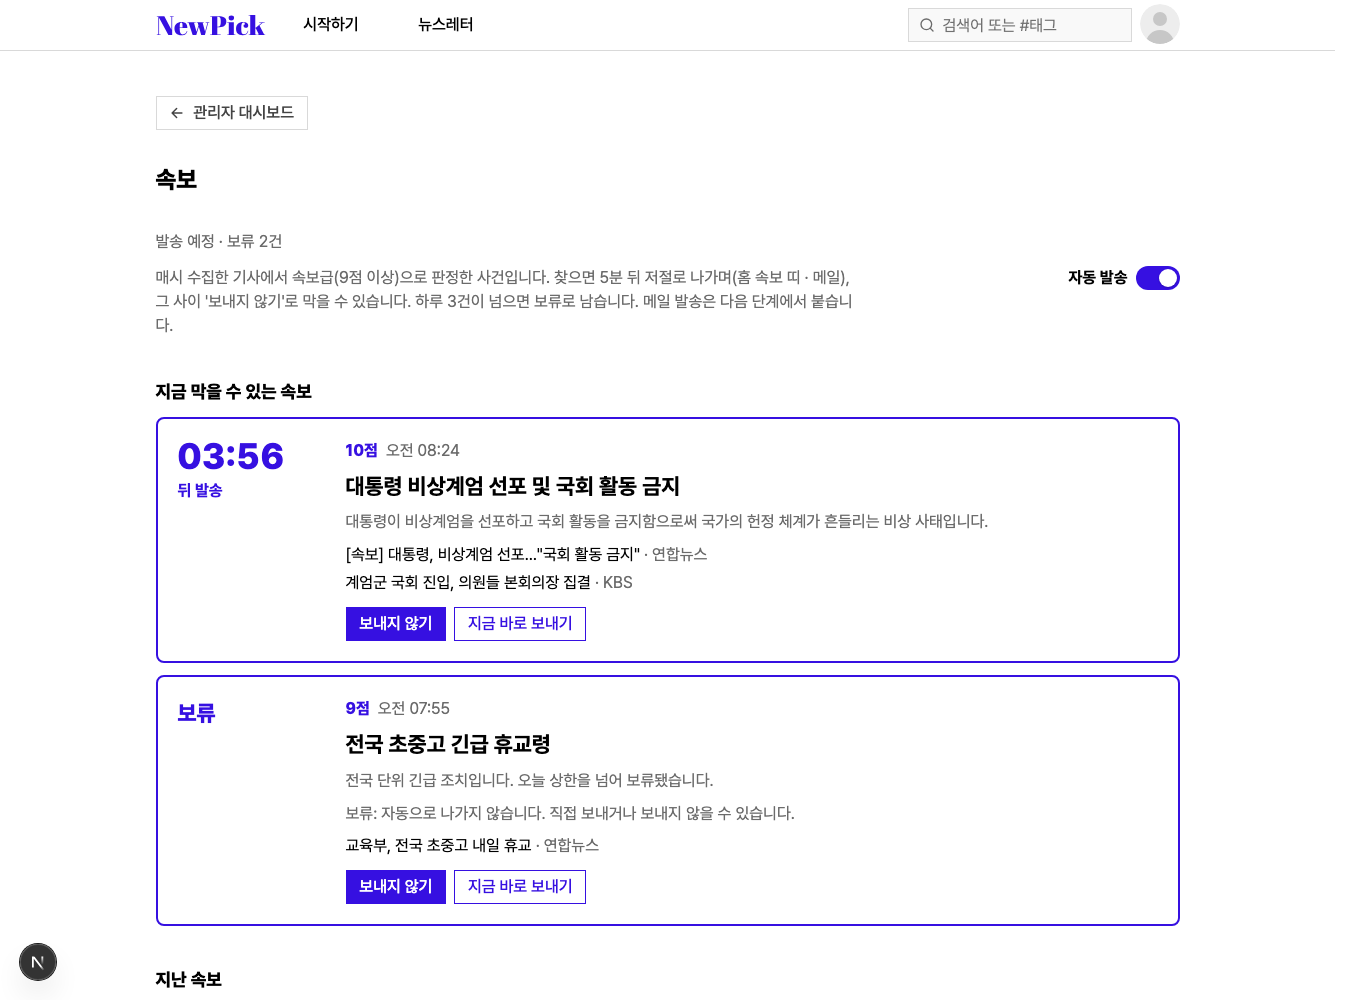 NewPick 시작하기 뉴스레터 검색어 또는 #태그
← 관리자 대시보드
속보
발송 예정 · 보류 2건
매시 수집한 기사에서 속보급(9점 이상)으로 판정한 사건입니다. 찾으면 5분 뒤 저절로 나가며(홈 속보 띠 · 메일),
그 사이 '보내지 않기'로 막을 수 있습니다. 하루 3건이 넘으면 보류로 남습니다. 메일 발송은 다음 단계에서 붙습니
다.
자동 발송
지금 막을 수 있는 속보
03:56
뒤 발송
10점 오전 08:24
대통령 비상계엄 선포 및 국회 활동 금지
대통령이 비상계엄을 선포하고 국회 활동을 금지함으로써 국가의 헌정 체계가 흔들리는 비상 사태입니다.
[속보] 대통령, 비상계엄 선포..."국회 활동 금지" · 연합뉴스
계엄군 국회 진입, 의원들 본회의장 집결 · KBS
보내지 않기 지금 바로 보내기
보류
9점 오전 07:55
전국 초중고 긴급 휴교령
전국 단위 긴급 조치입니다. 오늘 상한을 넘어 보류됐습니다.
보류: 자동으로 나가지 않습니다. 직접 보내거나 보내지 않을 수 있습니다.
교육부, 전국 초중고 내일 휴교 · 연합뉴스
보내지 않기 지금 바로 보내기
N
지난 속보